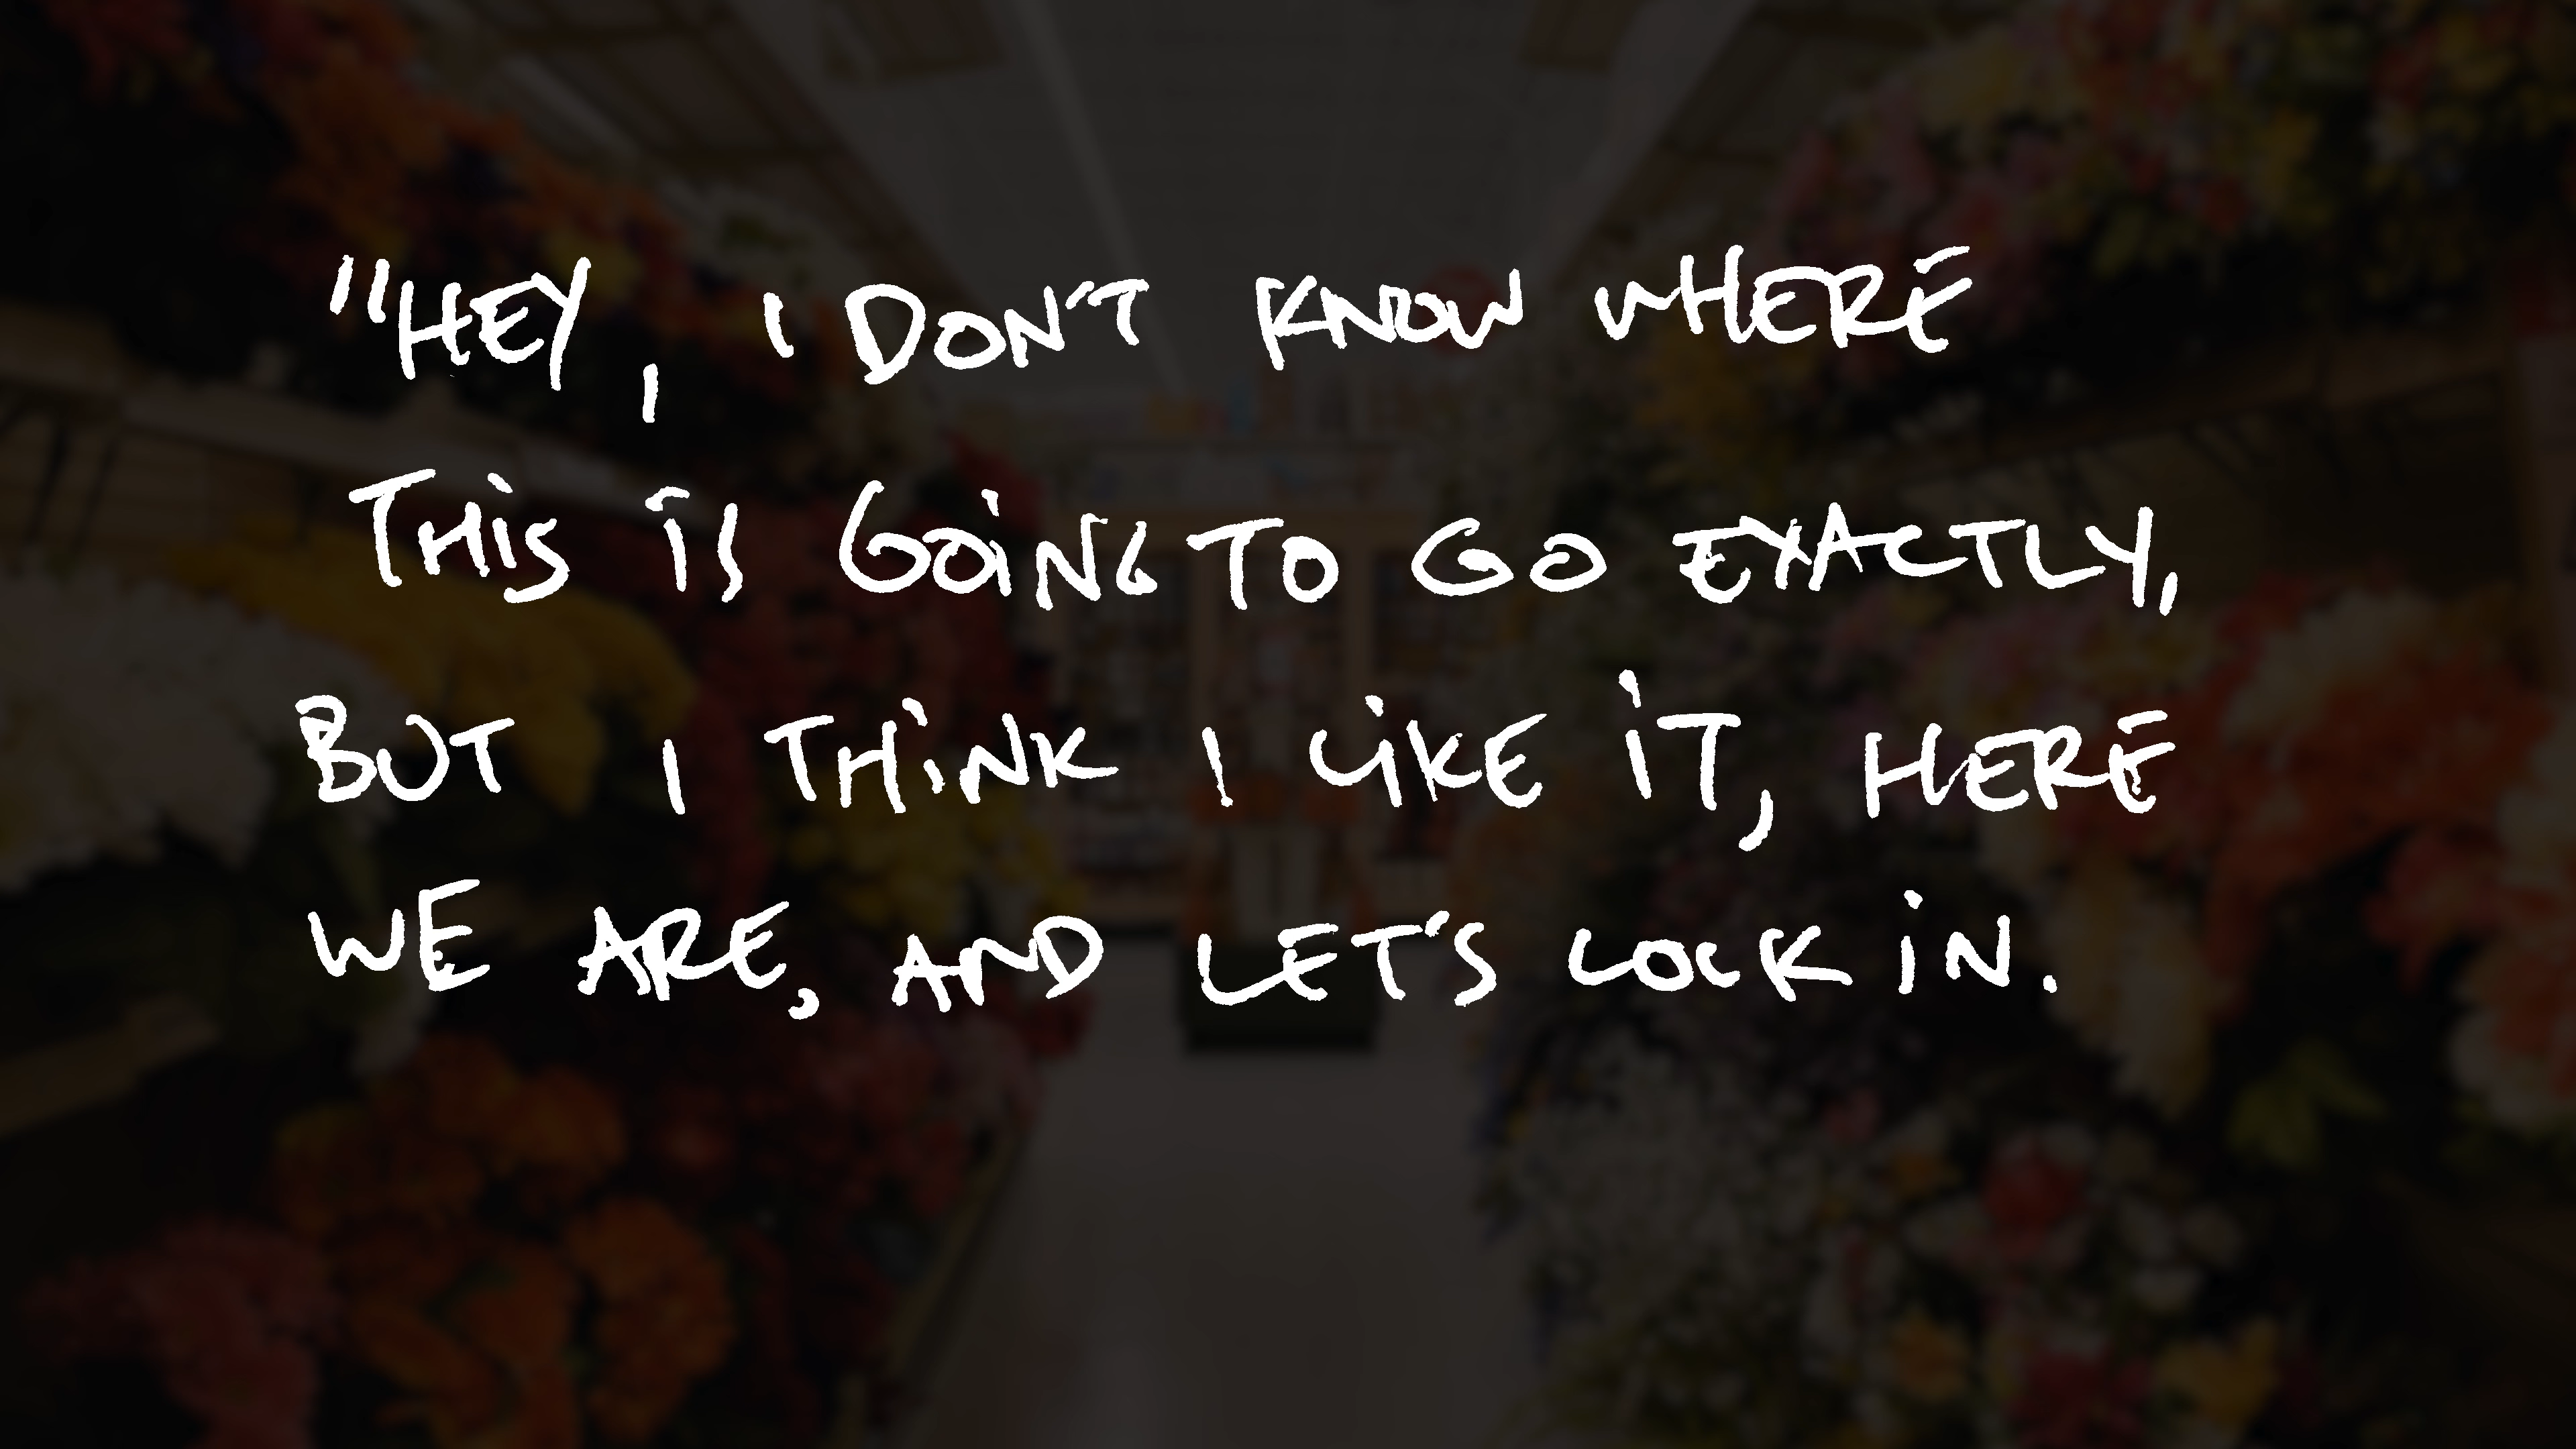 "HEY, I DON'T KNOW WHERE
THIS IS GOING TO GO EXACTLY,
BUT I THINK I LIKE IT, HERE
WE ARE, AND LET'S LOCK IN.